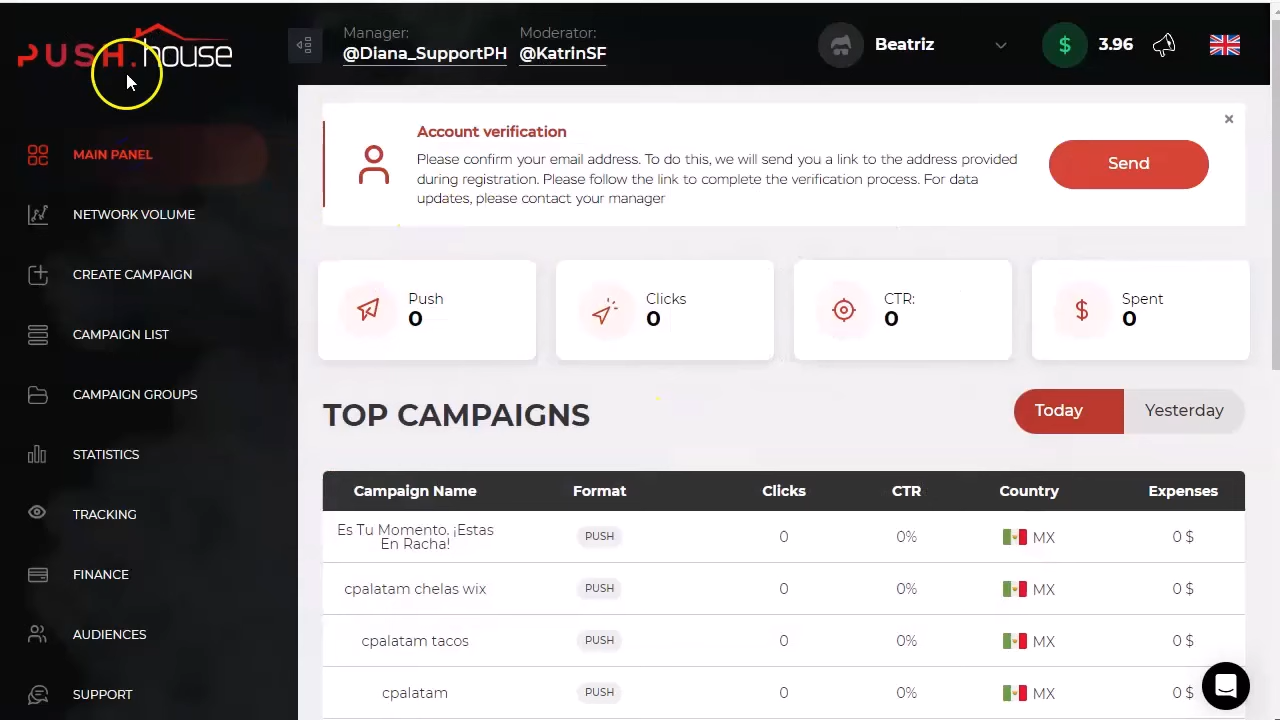 PUSH.house
Manager:
@Diana_SupportPH
Moderator:
@KatrinSF
Beatriz
$
3.96
MAIN PANEL
NETWORK VOLUME
CREATE CAMPAIGN
CAMPAIGN LIST
CAMPAIGN GROUPS
STATISTICS
TRACKING
FINANCE
AUDIENCES
SUPPORT
Account verification
Please confirm your email address. To do this, we will send you a link to the address provided
during registration. Please follow the link to complete the verification process. For data
updates, please contact your manager
Send
Push
0
Clicks
0
CTR:
0
$
Spent
0
TOP CAMPAIGNS
Today
Yesterday
Campaign Name Format Clicks CTR Country Expenses
Es Tu Momento. ¡Estas
En Racha!
PUSH 0 0% MX 0 $
cpalatam chelas wix PUSH 0 0% MX 0 $
cpalatam tacos PUSH 0 0% MX 0 $
cpalatam PUSH 0 0% MX 0 $